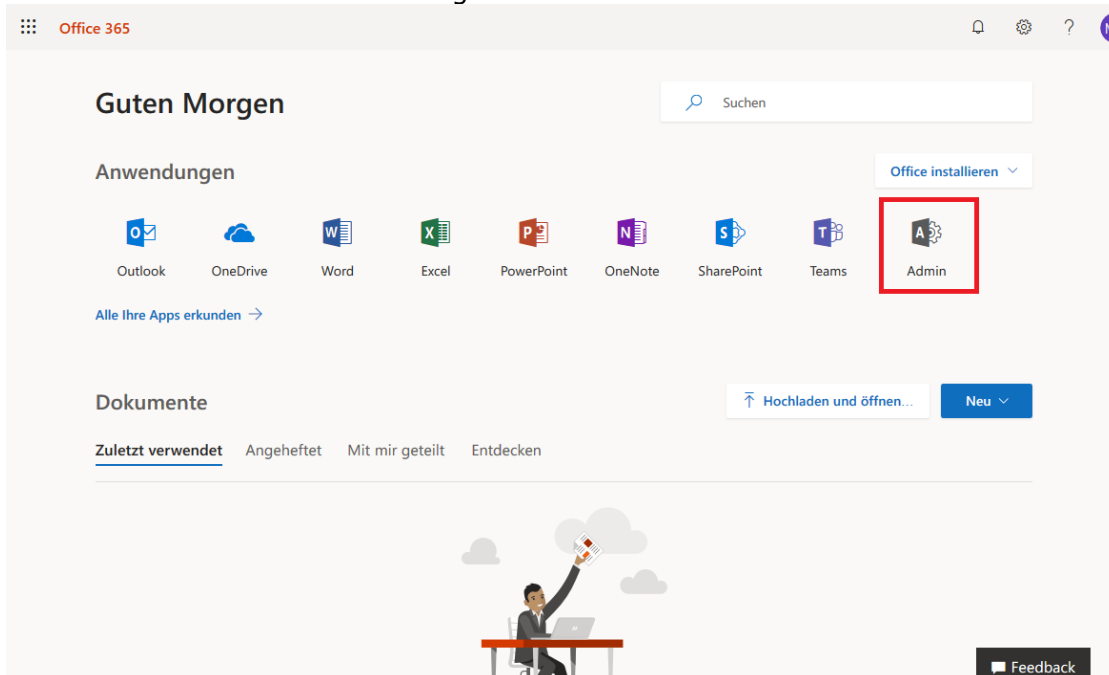 Office 365
?
Guten Morgen
Suchen
Anwendungen
Office installieren
Outlook OneDrive Word Excel PowerPoint OneNote SharePoint Teams Admin
Alle Ihre Apps erkunden →
Dokumente
Hochladen und öffnen... Neu
Zuletzt verwendet Angeheftet Mit mir geteilt Entdecken
Feedback